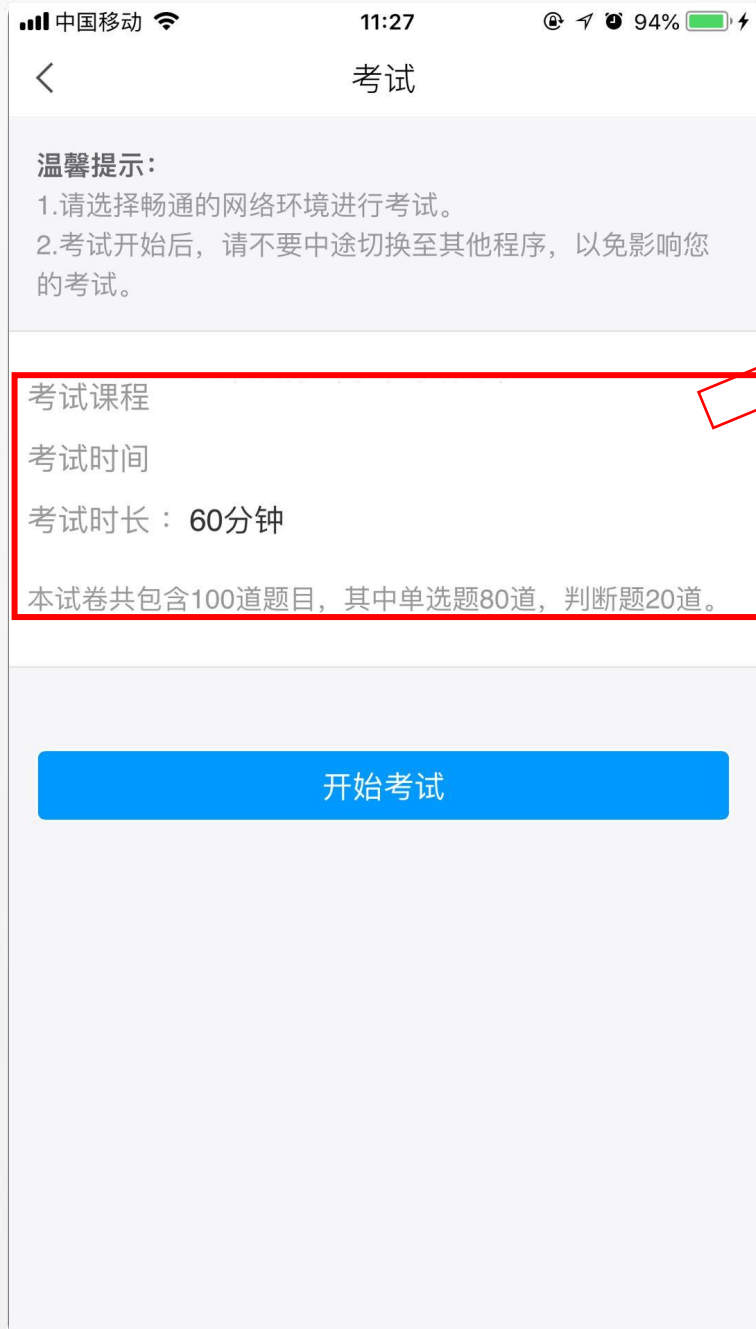 中国移动 11:27 94%
考试
温馨提示：
1.请选择畅通的网络环境进行考试。
2.考试开始后，请不要中途切换至其他程序，以免影响您
的考试。
考试课程
考试时间
考试时长：60分钟
本试卷共包含100道题目，其中单选题80道，判断题20道。
开始考试